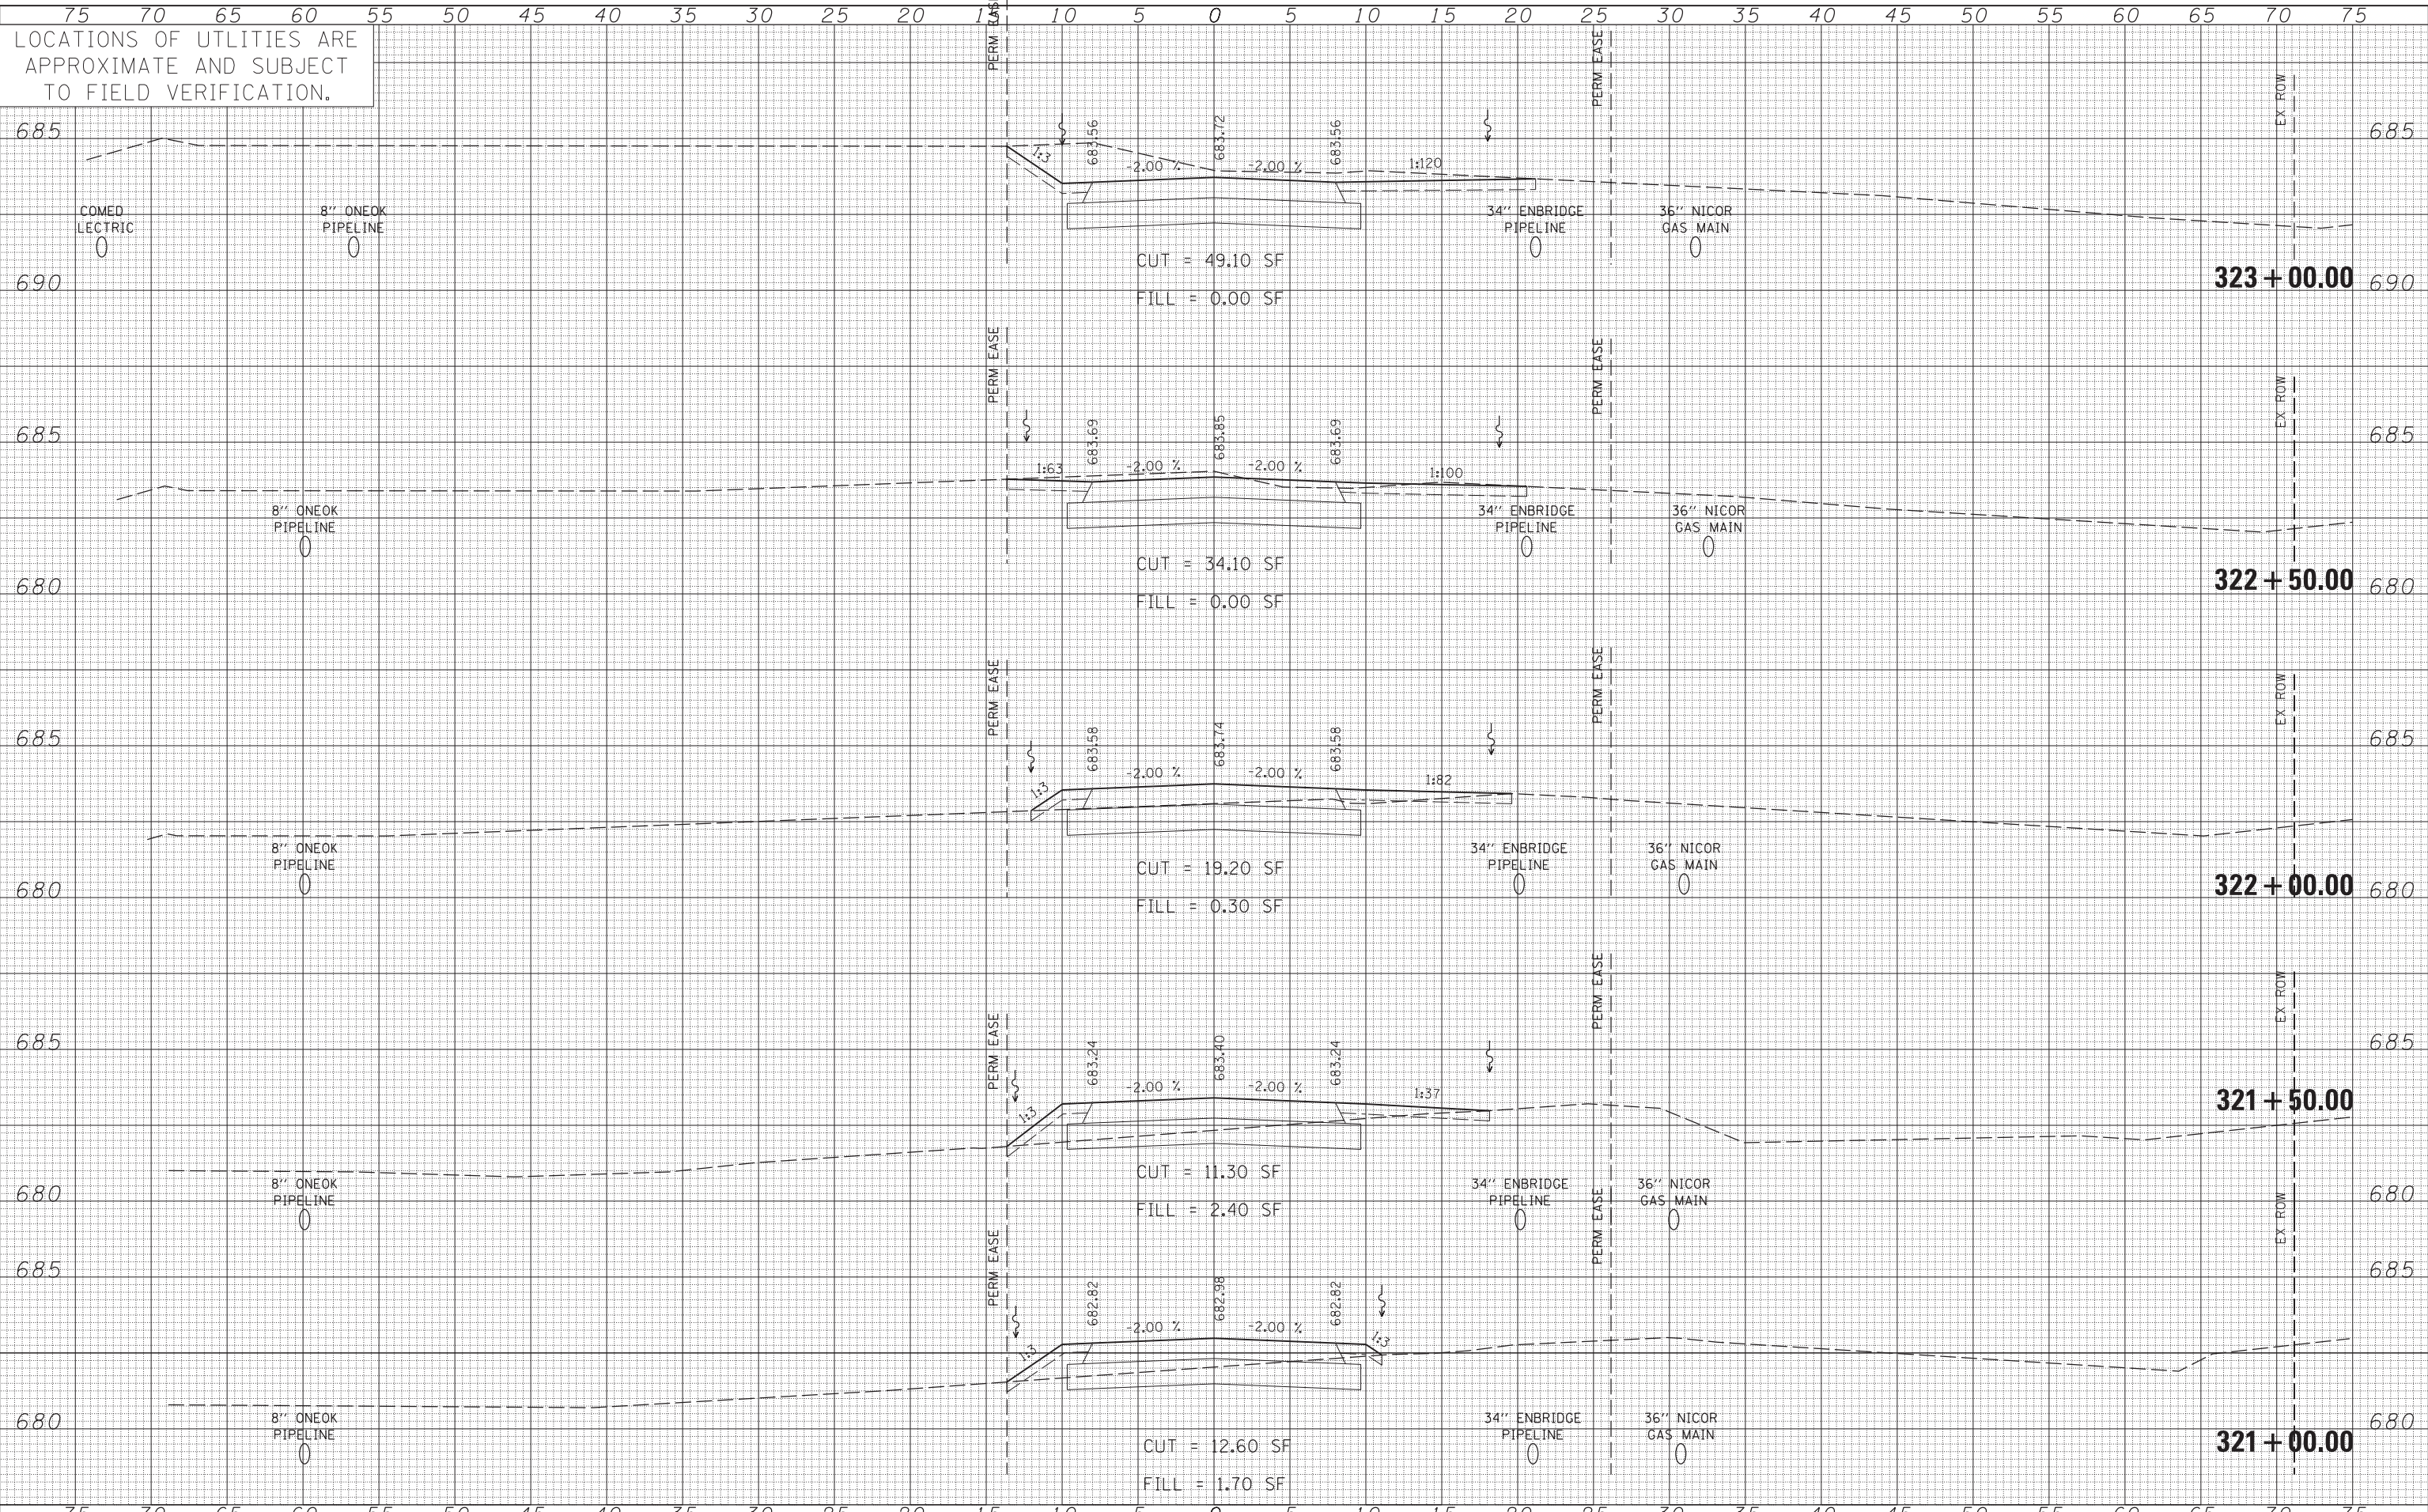 75 70 65 60 55 50 45 40 35 30 25 20 15 10 5 0 5 10 15 20 25 30 35 40 45 50 55 60 65 70 75
LOCATIONS OF UTLITIES ARE
APPROXIMATE AND SUBJECT
TO FIELD VERIFICATION.
PERM EASE
PERM EASE
EX ROW
685 685
1:3 683.56 -2.00 % 683.72 -2.00 % 683.56 1:120
COMED
LECTRIC
8'' ONEOK
PIPELINE
34'' ENBRIDGE
PIPELINE
36'' NICOR
GAS MAIN
CUT = 49.10 SF
FILL = 0.00 SF
690 323+00.00 690
PERM EASE
PERM EASE
EX ROW
685 685
1:63 683.69 -2.00 % 683.85 -2.00 % 683.69 1:100
8'' ONEOK
PIPELINE
34'' ENBRIDGE
PIPELINE
36'' NICOR
GAS MAIN
CUT = 34.10 SF
FILL = 0.00 SF
680 322+50.00 680
PERM EASE
PERM EASE
EX ROW
685 685
1:3 683.58 -2.00 % 683.74 -2.00 % 683.58 1:82
8'' ONEOK
PIPELINE
34'' ENBRIDGE
PIPELINE
36'' NICOR
GAS MAIN
CUT = 19.20 SF
FILL = 0.30 SF
680 322+00.00 680
PERM EASE
PERM EASE
EX ROW
685 685
1:3 683.24 -2.00 % 683.40 -2.00 % 683.24 1:37
321+50.00
8'' ONEOK
PIPELINE
34'' ENBRIDGE
PIPELINE
36'' NICOR
GAS MAIN
CUT = 11.30 SF
FILL = 2.40 SF
680 680
PERM EASE
PERM EASE
EX ROW
685 685
1:3 682.82 -2.00 % 682.98 -2.00 % 682.82 1:3
8'' ONEOK
PIPELINE
34'' ENBRIDGE
PIPELINE
36'' NICOR
GAS MAIN
680 680
CUT = 12.60 SF
FILL = 1.70 SF
321+00.00
75 70 65 60 55 50 45 40 35 30 25 20 15 10 5 0 5 10 15 20 25 30 35 40 45 50 55 60 65 70 75